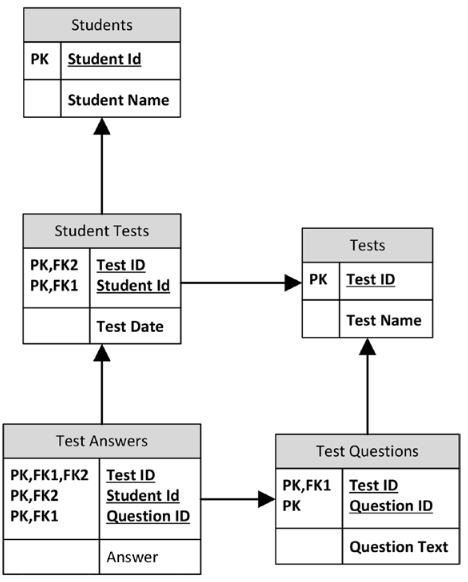 Students
PK Student Id
Student Name
Student Tests
PK,FK2 Test ID
PK,FK1 Student Id
Test Date
Tests
PK Test ID
Test Name
Test Answers
PK,FK1,FK2 Test ID
PK,FK2 Student Id
PK,FK1 Question ID
Answer
Test Questions
PK,FK1 Test ID
PK Question ID
Question Text